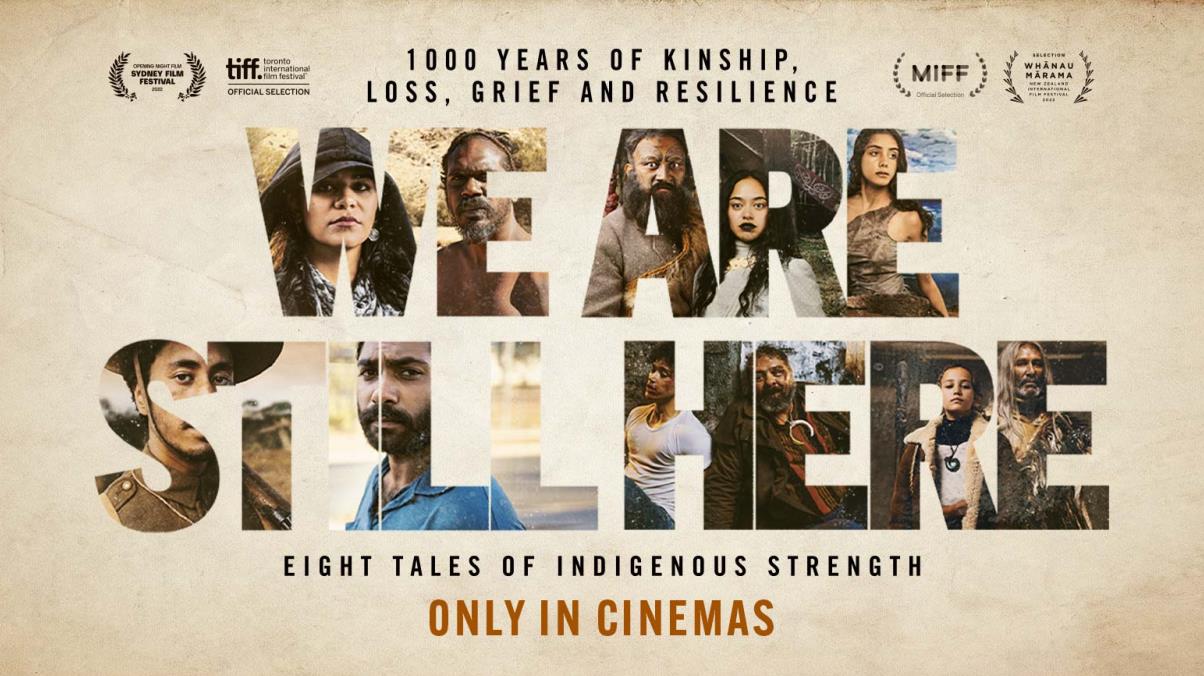 OPENING NIGHT FILM
SYDNEY FILM
FESTIVAL
2022
tiff. toronto
international
film festival
OFFICIAL SELECTION
1000 YEARS OF KINSHIP,
LOSS, GRIEF AND RESILIENCE
MIFF
Official Selection
SELECTION
WHĀNAU
MĀRAMA
NEW ZEALAND
INTERNATIONAL
FILM FESTIVAL
2022
WE ARE
STILL HERE
EIGHT TALES OF INDIGENOUS STRENGTH
ONLY IN CINEMAS